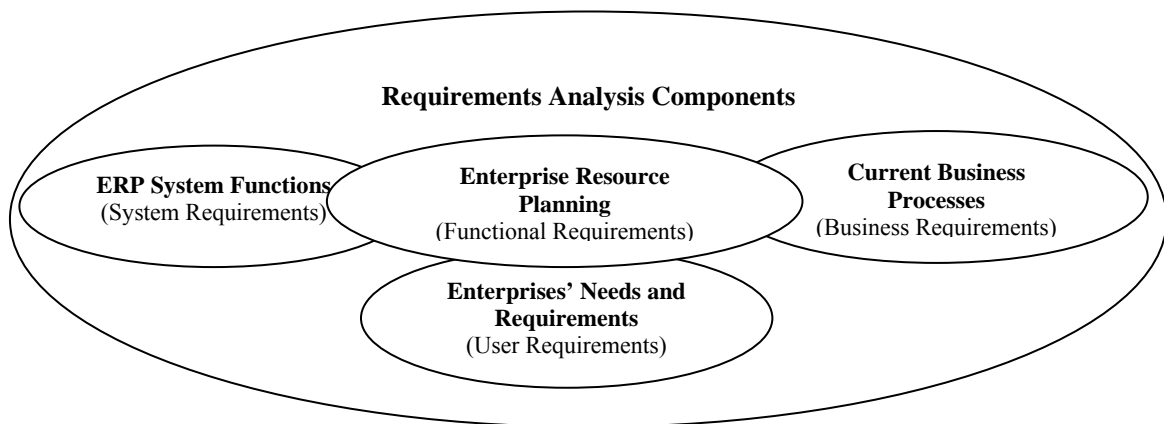 Requirements Analysis Components
ERP System Functions
(System Requirements)
Enterprise Resource
Planning
(Functional Requirements)
Current Business
Processes
(Business Requirements)
Enterprises’ Needs and
Requirements
(User Requirements)